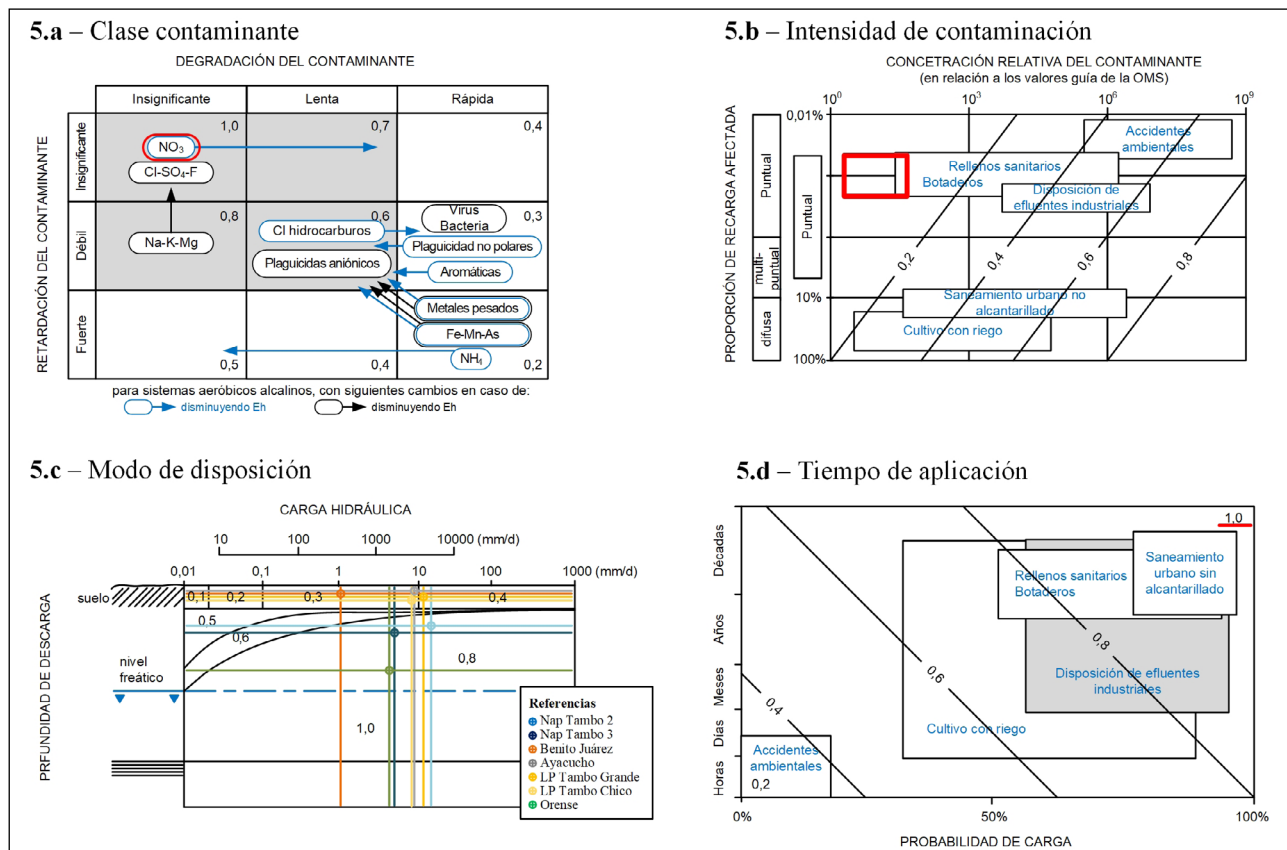 5.a – Clase contaminante
DEGRADACIÓN DEL CONTAMINANTE
Insignificante
Lenta
Rápida
RETARDACIÓN DEL CONTAMINANTE
Insignificante
Débil
Fuerte
1,0
0,7
0,4
NO3
Cl-SO4-F
0,8
0,6
0,3
Na-K-Mg
Cl hidrocarburos
Virus
Bacteria
Plaguicidad no polares
Plaguicidas aniónicos
Aromáticas
Metales pesados
Fe-Mn-As
NH4
0,5
0,4
0,2
para sistemas aeróbicos alcalinos, con siguientes cambios en caso de:
disminuyendo Eh
disminuyendo Eh
5.b – Intensidad de contaminación
CONCETRACIÓN RELATIVA DEL CONTAMINANTE
(en relación a los valores guía de la OMS)
10^0
10^3
10^6
10^9
PROPORCIÓN DE RECARGA AFECTADA
0,01%
10%
100%
Puntual
multi-
puntual
difusa
Puntual
Accidentes
ambientales
Rellenos sanitarios
Botaderos
Disposición de
efluentes industriales
0,2
0,4
0,6
0,8
Saneamiento urbano no
alcantarillado
Cultivo con riego
5.c – Modo de disposición
CARGA HIDRÁULICA
10
100
1000
10000 (mm/d)
0,01
0,1
1
10
100
1000 (mm/d)
PRFUNDIDAD DE DESCARGA
suelo
0,1
0,2
0,3
0,4
0,5
0,6
0,8
nivel
freático
1,0
Referencias
Nap Tambo 2
Nap Tambo 3
Benito Juárez
Ayacucho
LP Tambo Grande
LP Tambo Chico
Orense
5.d – Tiempo de aplicación
Décadas
Años
Meses
Días
Horas
1,0
Rellenos sanitarios
Botaderos
Saneamiento
urbano sin
alcantarillado
0,8
0,6
0,4
Disposición de efluentes
industriales
Cultivo con riego
Accidentes
ambientales
0,2
0%
50%
100%
PROBABILIDAD DE CARGA